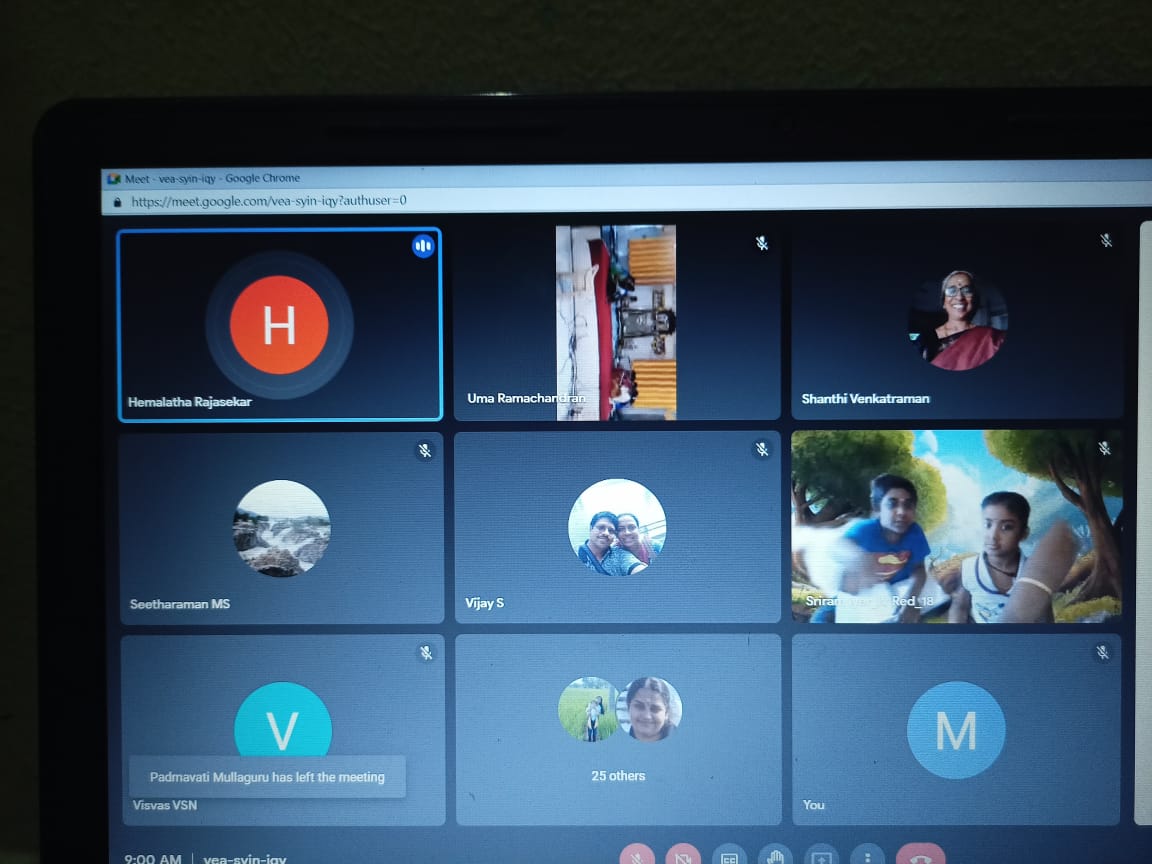 Meet - vea-syin-iqy - Google Chrome
https://meet.google.com/vea-syin-iqy?authuser=0
H
Hemalatha Rajasekar
Uma Ramachandran
Shanthi Venkatraman
Seetharaman MS
Vijay S
Red_18
V
Padmavati Mullaguru has left the meeting
Visvas VSN
25 others
M
You
9:00 AM | vea-syin-iqy